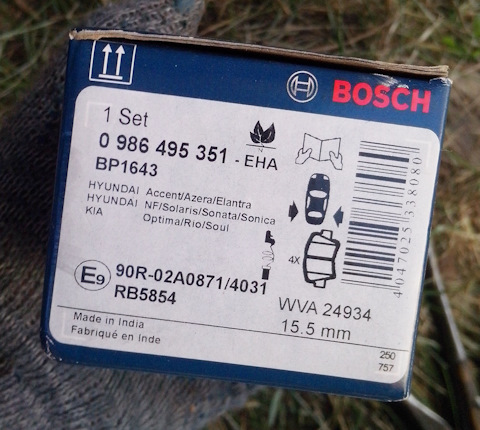 BOSCH
1 Set
0 986 495 351 - EHA
BP1643
HYUNDAI Accent/Azera/Elantra
HYUNDAI NF/Solaris/Sonata/Sonica
KIA Optima/Rio/Soul
4X
4047025338080
E9 90R-02A0871/4031
RB5854
WVA 24934
15.5 mm
Made in India
Fabriqué en Inde
250
757